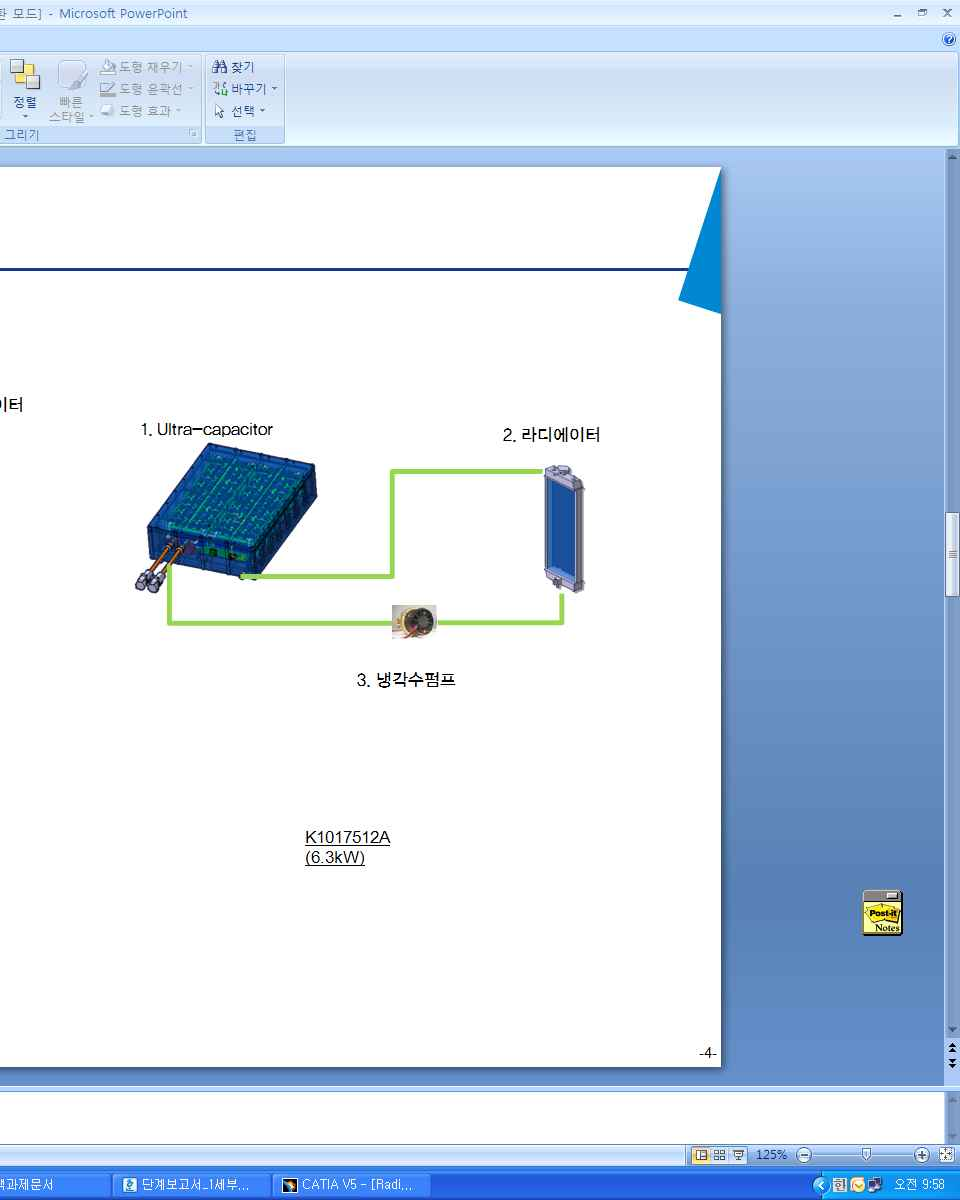 환 모드] - Microsoft PowerPoint
정렬
빠른
스타일
도형 채우기
도형 윤곽선
도형 효과
그리기
찾기
바꾸기
선택
편집
이터
1. Ultra-capacitor
2. 라디에이터
3. 냉각수펌프
K1017512A
(6.3kW)
Post-it
Notes
-4-
125%
책과제문서
단계보고서_1세부...
CATIA V5 - [Radi...
한
오전 9:58